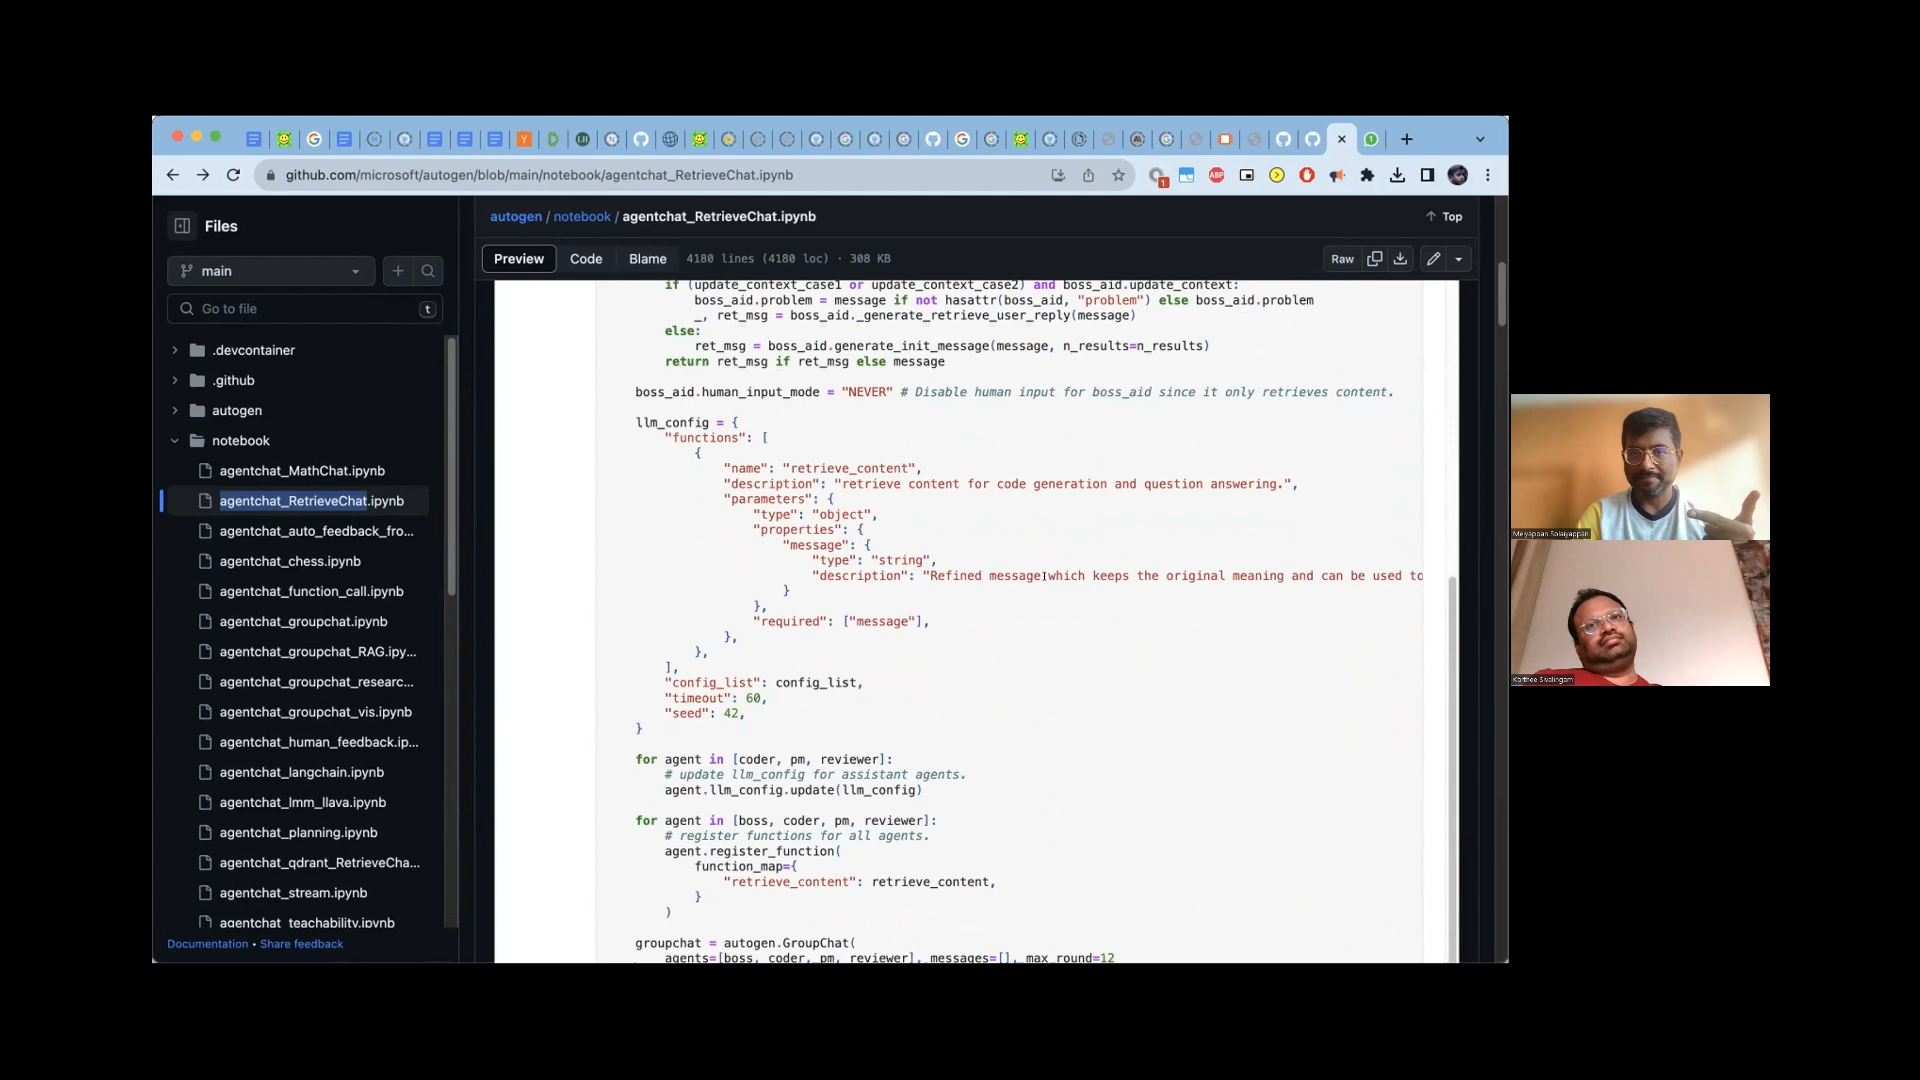 github.com/microsoft/autogen/blob/main/notebook/agentchat_RetrieveChat.ipynb
Files
main
Go to file
t
.devcontainer
.github
autogen
notebook
agentchat_MathChat.ipynb
agentchat_RetrieveChat.ipynb
agentchat_auto_feedback_fro...
agentchat_chess.ipynb
agentchat_function_call.ipynb
agentchat_groupchat.ipynb
agentchat_groupchat_RAG.ipy...
agentchat_groupchat_researc...
agentchat_groupchat_vis.ipynb
agentchat_human_feedback.ip...
agentchat_langchain.ipynb
agentchat_lmm_llava.ipynb
agentchat_planning.ipynb
agentchat_qdrant_RetrieveCha...
agentchat_stream.ipynb
agentchat_teachability.ipynb
Documentation • Share feedback
autogen / notebook / agentchat_RetrieveChat.ipynb
Top
Preview Code Blame 4180 lines (4180 loc) · 308 KB
Raw
if (update_context_case1 or update_context_case2) and boss_aid.update_context:
boss_aid.problem = message if not hasattr(boss_aid, "problem") else boss_aid.problem
_, ret_msg = boss_aid._generate_retrieve_user_reply(message)
else:
ret_msg = boss_aid.generate_init_message(message, n_results=n_results)
return ret_msg if ret_msg else message
boss_aid.human_input_mode = "NEVER" # Disable human input for boss_aid since it only retrieves content.
llm_config = {
"functions": [
{
"name": "retrieve_content",
"description": "retrieve content for code generation and question answering.",
"parameters": {
"type": "object",
"properties": {
"message": {
"type": "string",
"description": "Refined message which keeps the original meaning and can be used to
}
},
"required": ["message"],
},
},
],
"config_list": config_list,
"timeout": 60,
"seed": 42,
}
for agent in [coder, pm, reviewer]:
# update llm_config for assistant agents.
agent.llm_config.update(llm_config)
for agent in [boss, coder, pm, reviewer]:
# register functions for all agents.
agent.register_function(
function_map={
"retrieve_content": retrieve_content,
}
)
groupchat = autogen.GroupChat(
agents=[boss, coder, pm, reviewer], messages=[], max_round=12
Meiyappan Solaiyappan
Karthee Sivalingam